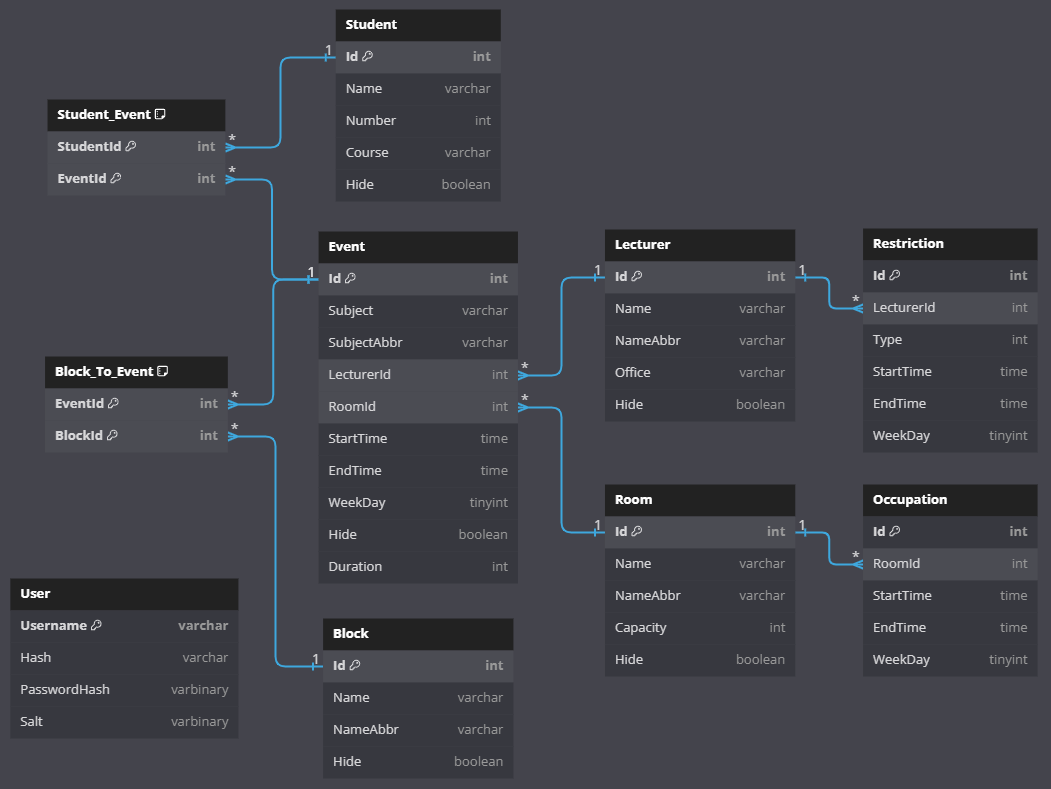 Student
1
Id int
Name varchar
Number int
Course varchar
Hide boolean
Student_Event
StudentId int *
EventId int *
Event
1
Id int
Subject varchar
SubjectAbbr varchar
LecturerId int *
RoomId int *
StartTime time
EndTime time
WeekDay tinyint
Hide boolean
Duration int
Lecturer
1 Id int 1
Name varchar
NameAbbr varchar
Office varchar
Hide boolean
Restriction
Id int
* LecturerId int
Type int
StartTime time
EndTime time
WeekDay tinyint
Block_To_Event
EventId int *
BlockId int *
Room
1 Id int 1
Name varchar
NameAbbr varchar
Capacity int
Hide boolean
Occupation
Id int
* RoomId int
StartTime time
EndTime time
WeekDay tinyint
User
Username varchar
Hash varchar
PasswordHash varbinary
Salt varbinary
Block
1 Id int
Name varchar
NameAbbr varchar
Hide boolean